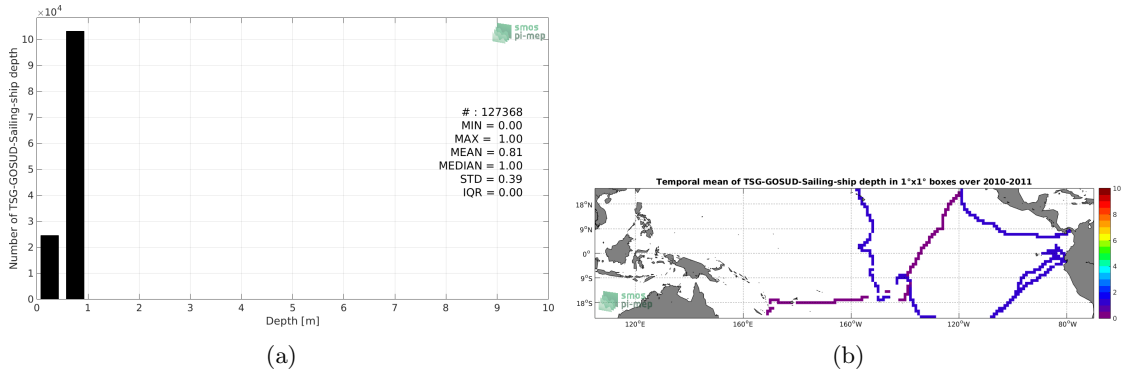 ×10⁴
10
9
8
7
6
5
4
3
2
1
0
Number of TSG-GOSUD-Sailing-ship depth
smos
pi-mep
# : 127368
MIN = 0.00
MAX = 1.00
MEAN = 0.81
MEDIAN = 1.00
STD = 0.39
IQR = 0.00
0 1 2 3 4 5 6 7 8 9 10
Depth [m]
(a)
Temporal mean of TSG-GOSUD-Sailing-ship depth in 1°x1° boxes over 2010-2011
18°N
9°N
0°
9°S
18°S
smos
pi-mep
120°E 160°E 160°W 120°W 80°W
10
8
6
4
2
0
(b)